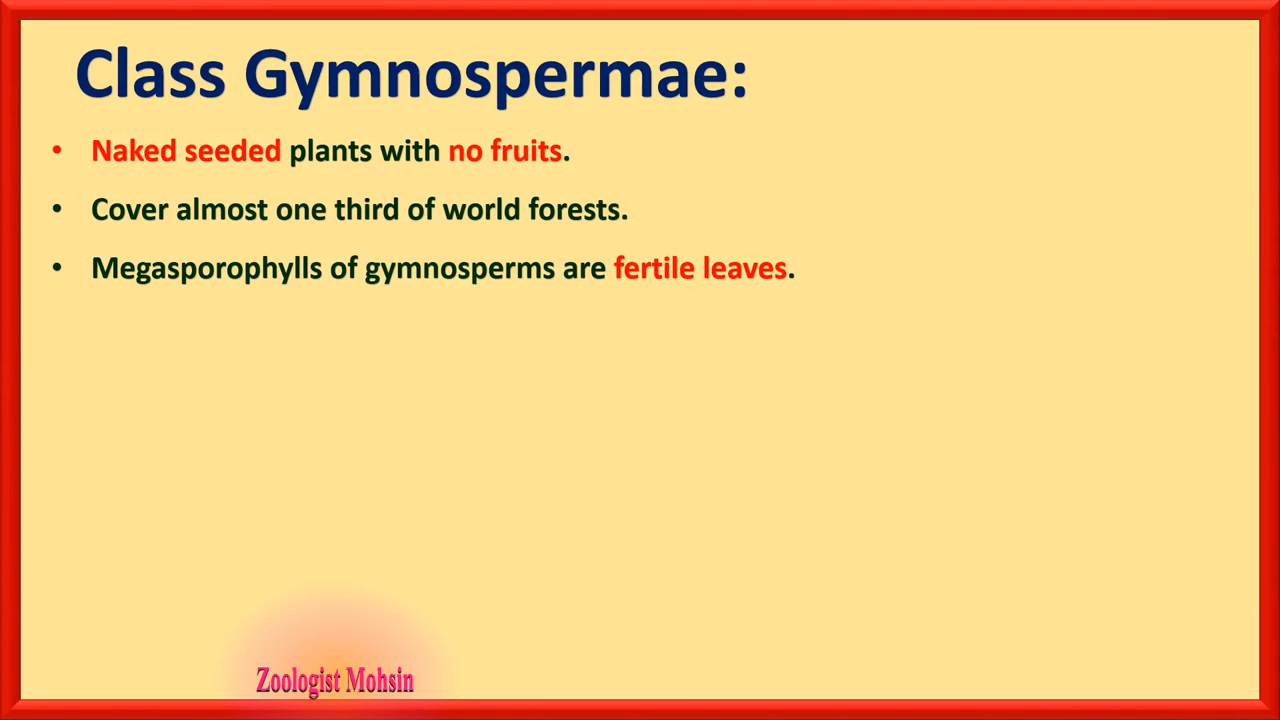 Class Gymnospermae:
• Naked seeded plants with no fruits.
• Cover almost one third of world forests.
• Megasporophylls of gymnosperms are fertile leaves.
Zoologist Mohsin